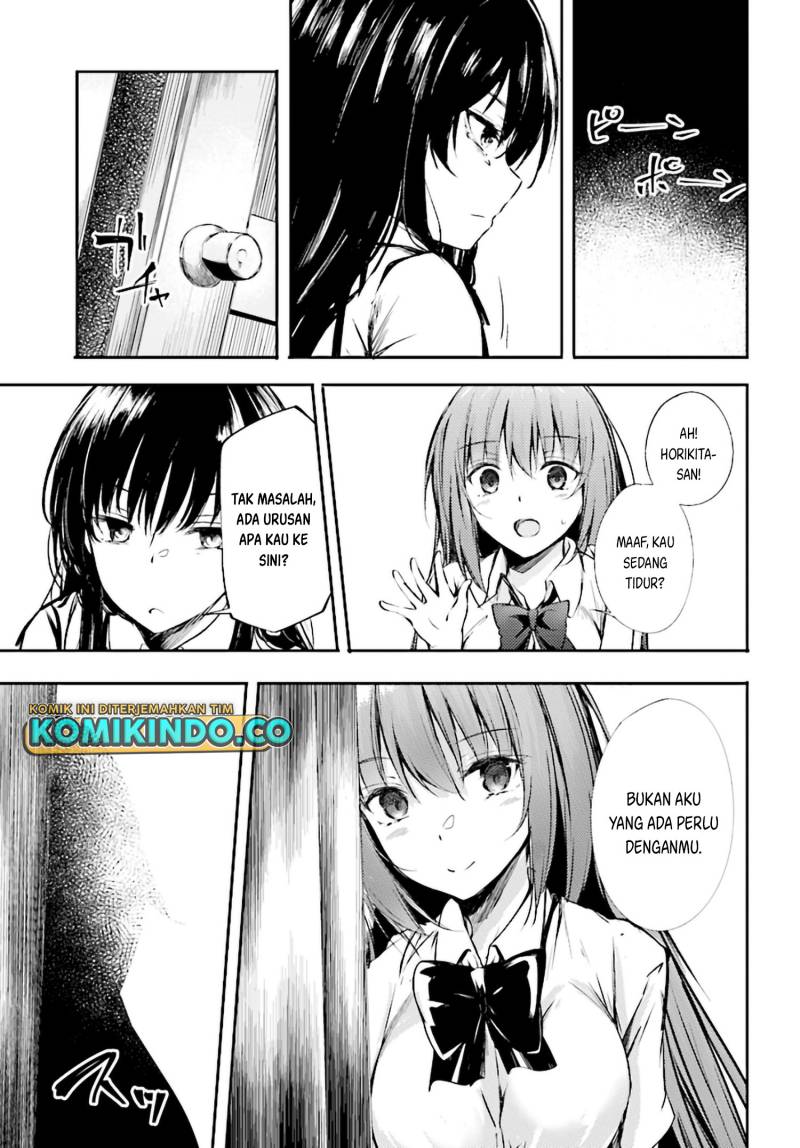 ピーン
ポーン
ガ
チャ
AH!
HORIKITA-
SAN!
MAAF, KAU
SEDANG
TIDUR?
TAK MASALAH,
ADA URUSAN
APA KAU KE
SINI?
BUKAN AKU
YANG ADA PERLU
DENGANMU.
KOMIK INI DITERJEMAHKAN TIM
KOMIKINDO.CO
スッ